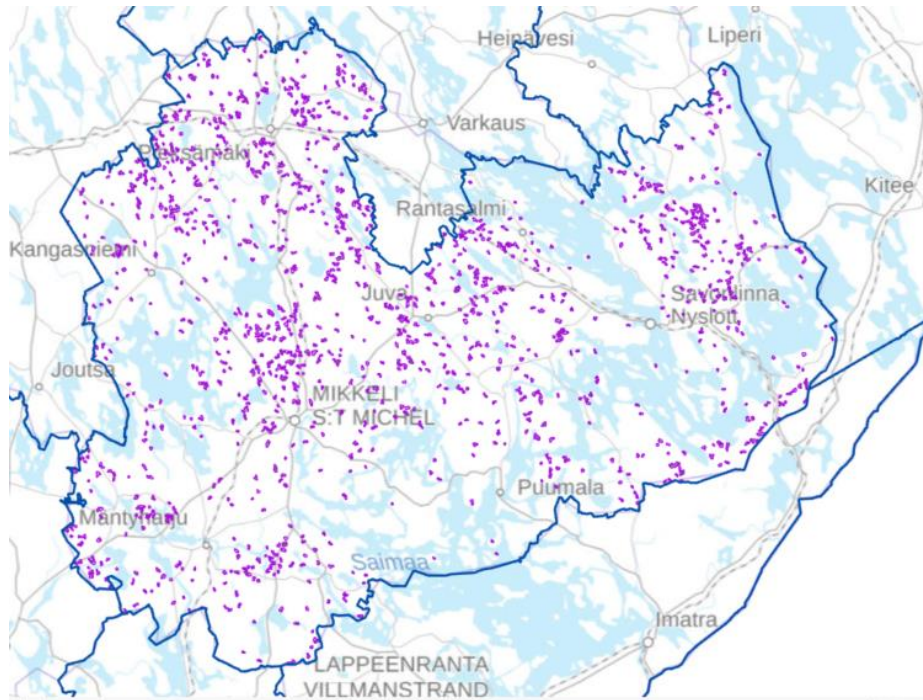 Liperi
Heinävesi
Varkaus
Pieksämäki
Kitee
Rantasalmi
Kangasniemi
Juva
Savonlinna
Nyslott
Joutsa
MIKKELI
S:T MICHEL
Puumala
Mäntyharju
Saimaa
Imatra
LAPPEENRANTA
VILLMANSTRAND